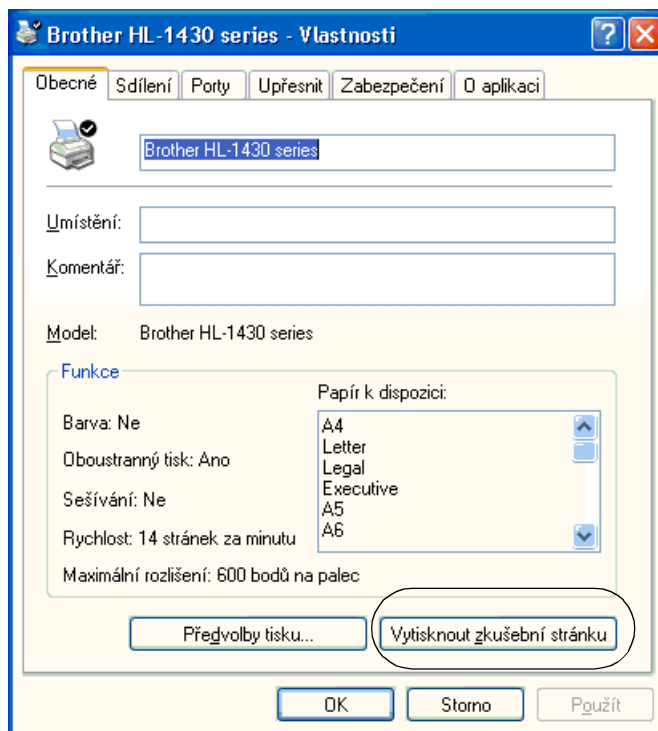 Brother HL-1430 series - Vlastnosti
Obecné Sdílení Porty Upřesnit Zabezpečení O aplikaci
Brother HL-1430 series
Umístění:
Komentář:
Model: Brother HL-1430 series
Funkce
Papír k dispozici:
Barva: Ne
Oboustranný tisk: Ano
Sešívání: Ne
Rychlost: 14 stránek za minutu
Maximální rozlišení: 600 bodů na palec
A4
Letter
Legal
Executive
A5
A6
Předvolby tisku... Vytisknout zkušební stránku
OK Storno Použít